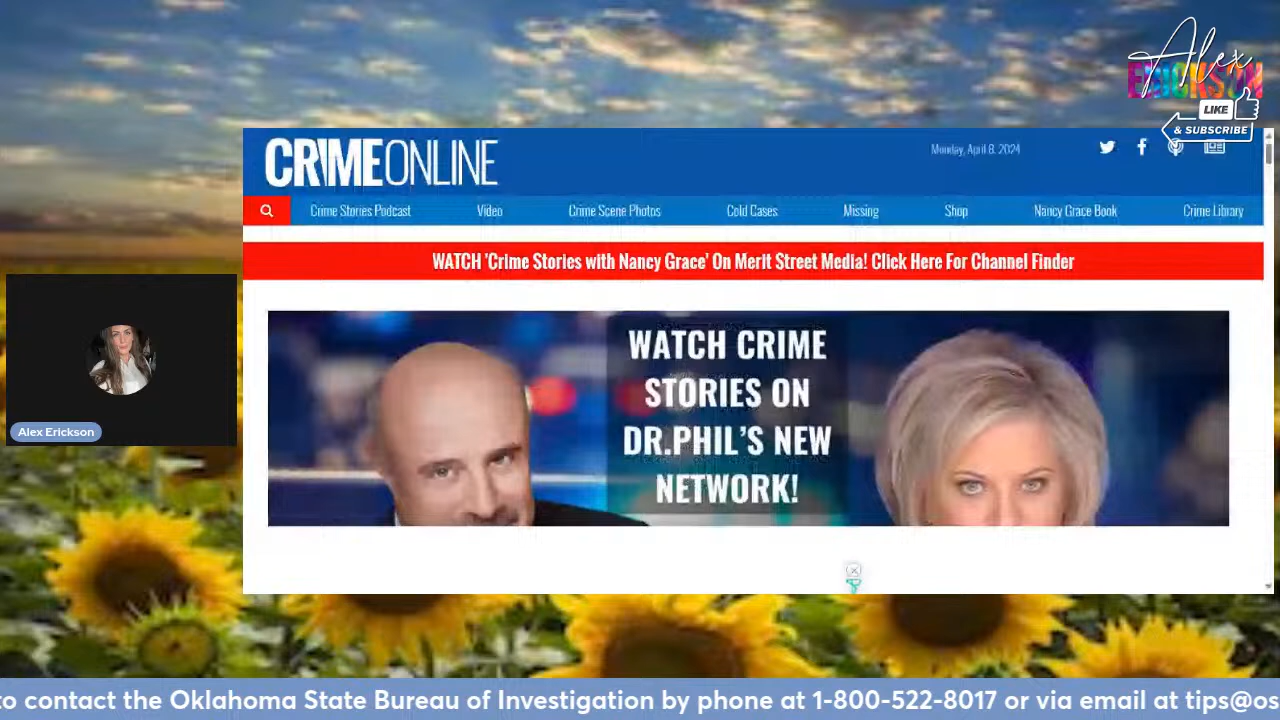 Alex
ERICKSON
LIKE
& SUBSCRIBE
CRIMEONLINE
Monday, April 8, 2024
Crime Stories Podcast Video Crime Scene Photos Cold Cases Missing Shop Nancy Grace Book Crime Library
WATCH 'Crime Stories with Nancy Grace' On Merit Street Media! Click Here For Channel Finder
WATCH CRIME
STORIES ON
DR.PHIL'S NEW
NETWORK!
Alex Erickson
to contact the Oklahoma State Bureau of Investigation by phone at 1-800-522-8017 or via email at tips@os